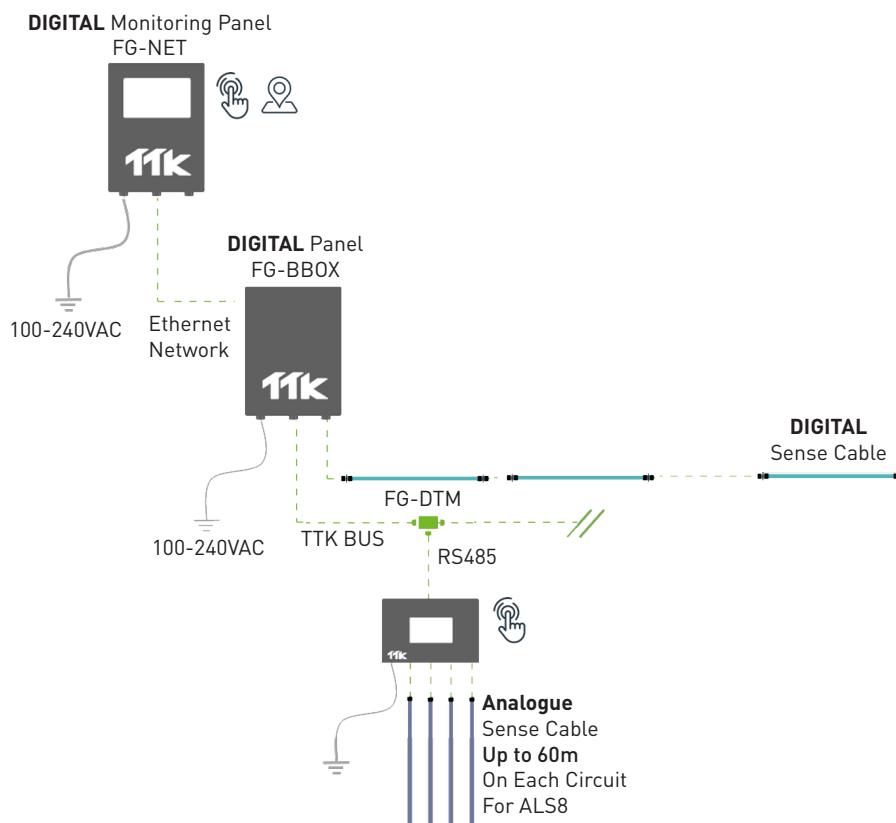 DIGITAL Monitoring Panel
FG-NET
TTK
100-240VAC
Ethernet
Network
DIGITAL Panel
FG-BBOX
TTK
100-240VAC
DIGITAL
Sense Cable
FG-DTM
TTK BUS
RS485
TTK
Analogue
Sense Cable
Up to 60m
On Each Circuit
For ALS8